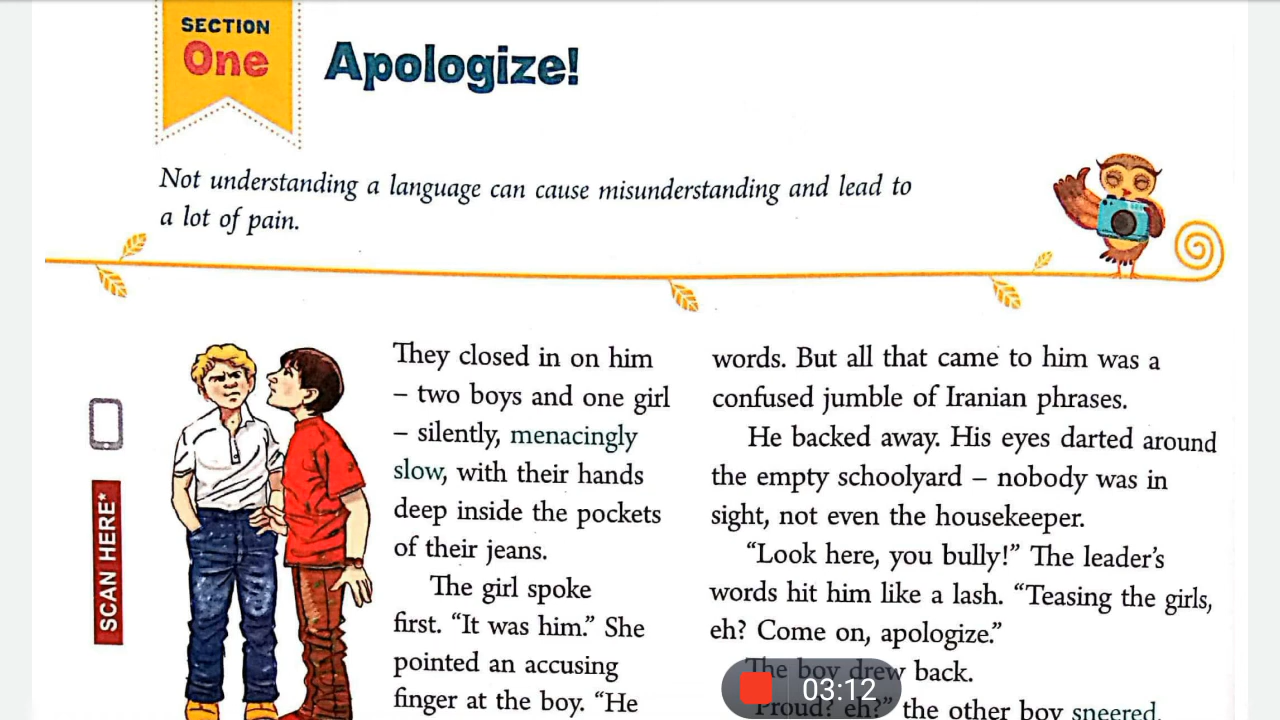 SECTION
One
Apologize!
Not understanding a language can cause misunderstanding and lead to
a lot of pain.
SCAN HERE*
They closed in on him
– two boys and one girl
– silently, menacingly
slow, with their hands
deep inside the pockets
of their jeans.
The girl spoke
first. “It was him.” She
pointed an accusing
finger at the boy. “He
words. But all that came to him was a
confused jumble of Iranian phrases.
He backed away. His eyes darted around
the empty schoolyard – nobody was in
sight, not even the housekeeper.
“Look here, you bully!” The leader’s
words hit him like a lash. “Teasing the girls,
eh? Come on, apologize.”
The boy drew back.
“Proud? eh?” the other boy sneered.
03:12